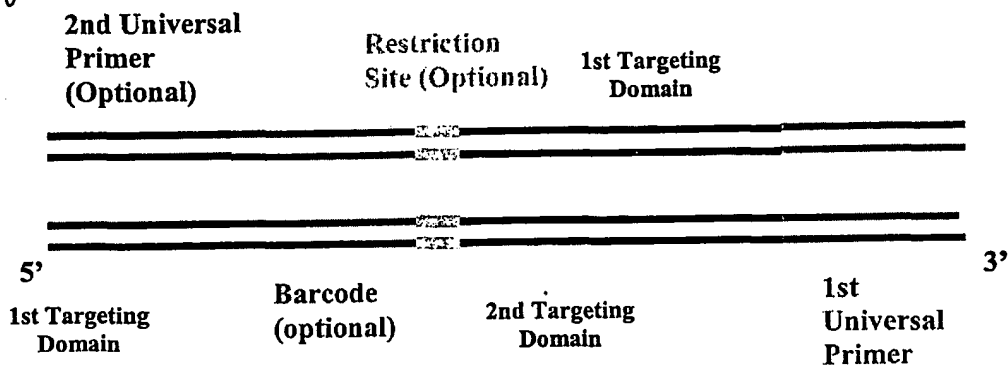 2nd Universal
Primer
(Optional)
Restriction
Site (Optional)
1st Targeting
Domain
5'
3'
1st Targeting
Domain
Barcode
(optional)
2nd Targeting
Domain
1st
Universal
Primer